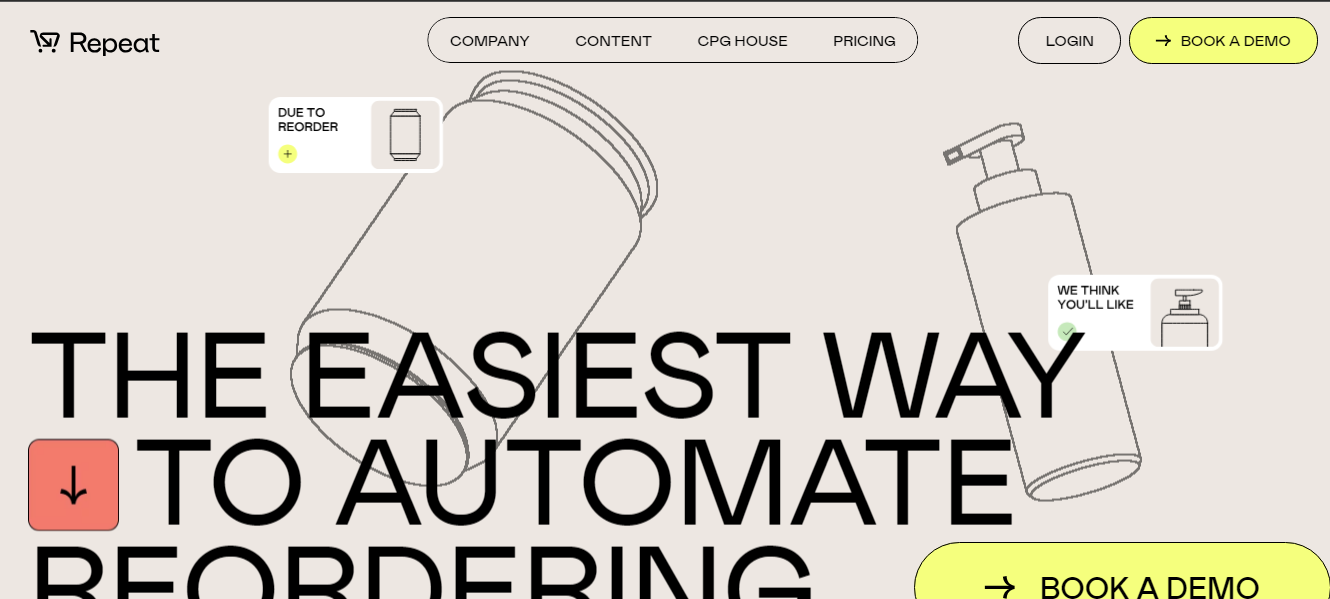 Repeat
COMPANY
CONTENT
CPG HOUSE
PRICING
LOGIN
BOOK A DEMO
DUE TO
REORDER
WE THINK
YOU'LL LIKE
THE EASIEST WAY
TO AUTOMATE
REORDERING
BOOK A DEMO